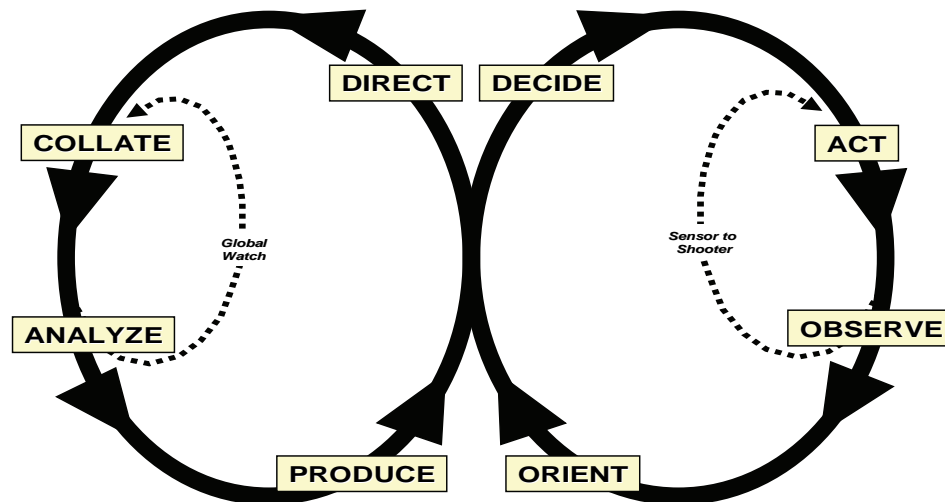 DIRECT
DECIDE
COLLATE
ACT
Global
Watch
Sensor to
Shooter
ANALYZE
OBSERVE
PRODUCE
ORIENT